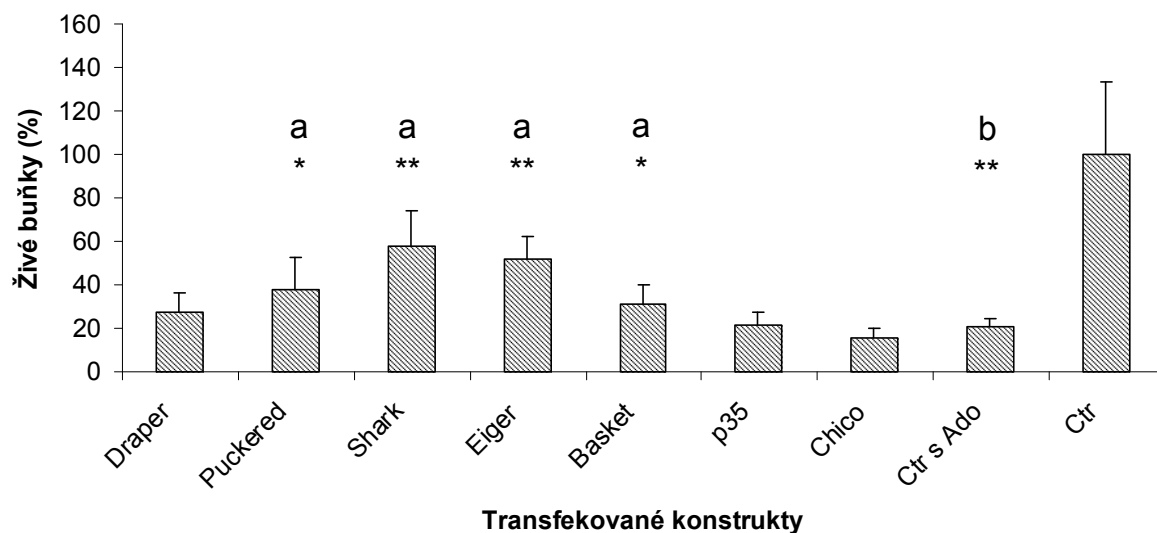 160
140
120
100
80
60
40
20
0
Živé buňky (%)
a a a a b
* ** ** * **
Draper
Puckered
Shark
Eiger
Basket
p35
Chico
Ctr s Ado
Ctr
Transfekované konstrukty